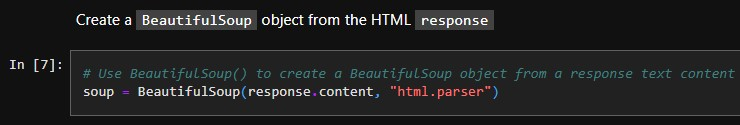 Create a BeautifulSoup object from the HTML response
In [7]:
# Use BeautifulSoup() to create a BeautifulSoup object from a response text content
soup = BeautifulSoup(response.content, "html.parser")